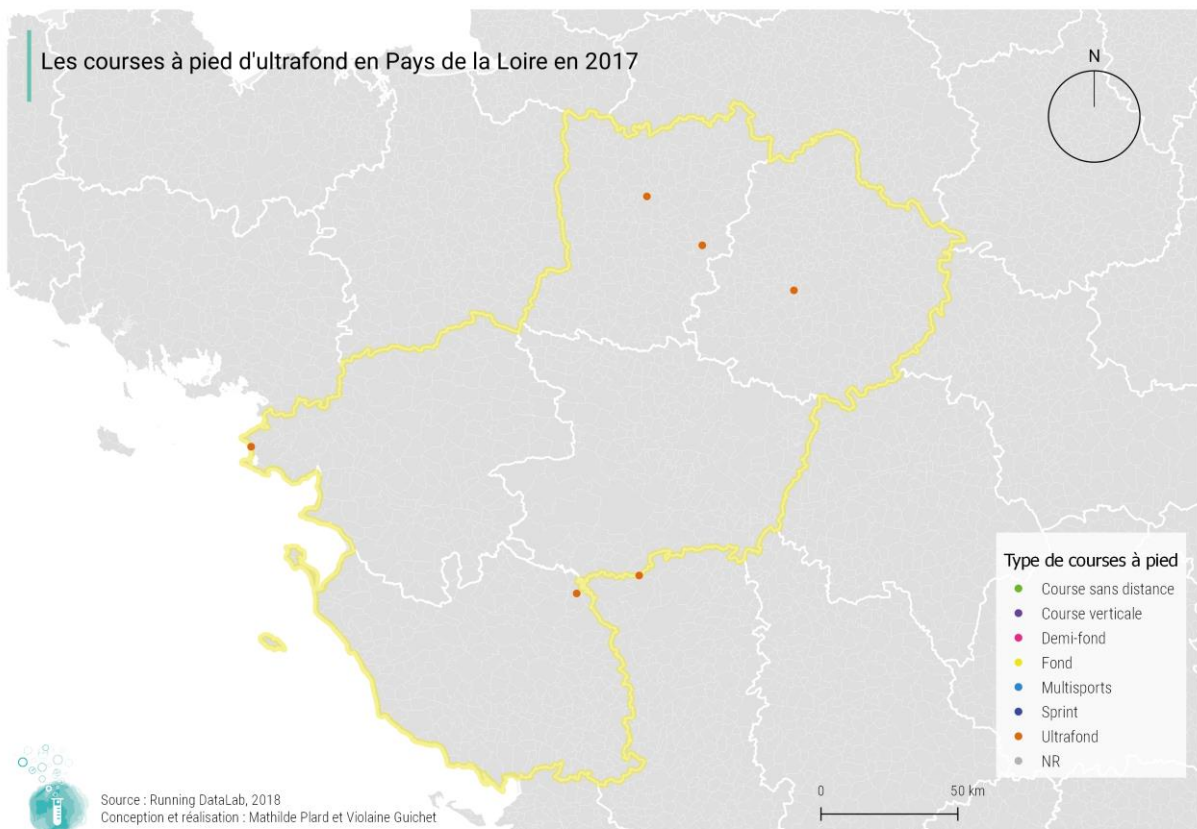 Les courses à pied d'ultrafond en Pays de la Loire en 2017
N
Type de courses à pied
Course sans distance
Course verticale
Demi-fond
Fond
Multisports
Sprint
Ultrafond
NR
0 50 km
Source : Running DataLab, 2018
Conception et réalisation : Mathilde Plard et Violaine Guichet